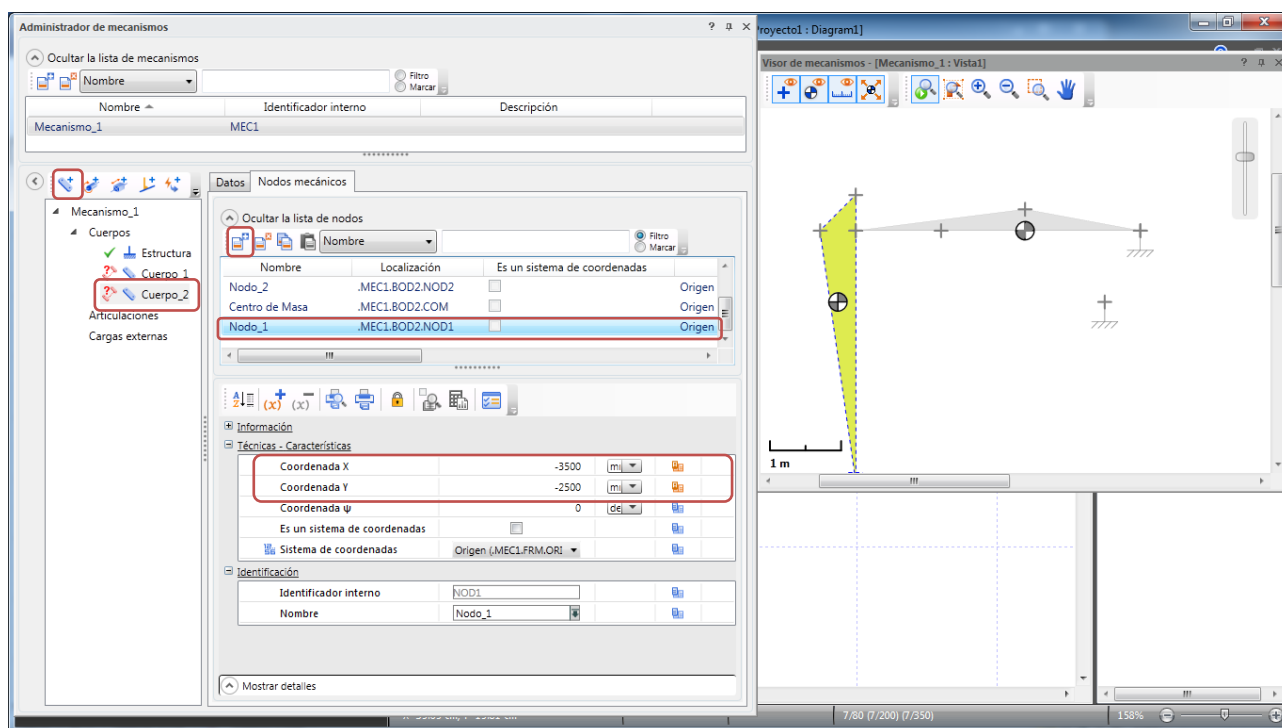 Administrador de mecanismos
royecto1 : Diagram1]
Ocultar la lista de mecanismos
Nombre
Filtro
Marcar
Nombre Identificador interno Descripción
Mecanismo_1 MEC1
Visor de mecanismos - [Mecanismo_1 : Vista1]
Mecanismo_1
Cuerpos
Estructura
Cuerpo_1
Cuerpo_2
Articulaciones
Cargas externas
Datos Nodos mecánicos
Ocultar la lista de nodos
Nombre
Filtro
Marcar
Nombre Localización Es un sistema de coordenadas
Nodo_2 .MEC1.BOD2.NOD2 Origen
Centro de Masa .MEC1.BOD2.COM Origen
Nodo_1 .MEC1.BOD2.NOD1 Origen
Información
Técnicas - Características
Coordenada X -3500 mi
Coordenada Y -2500 mi
Coordenada ψ 0 de
Es un sistema de coordenadas
Sistema de coordenadas Origen (.MEC1.FRM.ORI
Identificación
Identificador interno NOD1
Nombre Nodo_1
Mostrar detalles
1 m
7/80 (7/200) (7/350)
158%